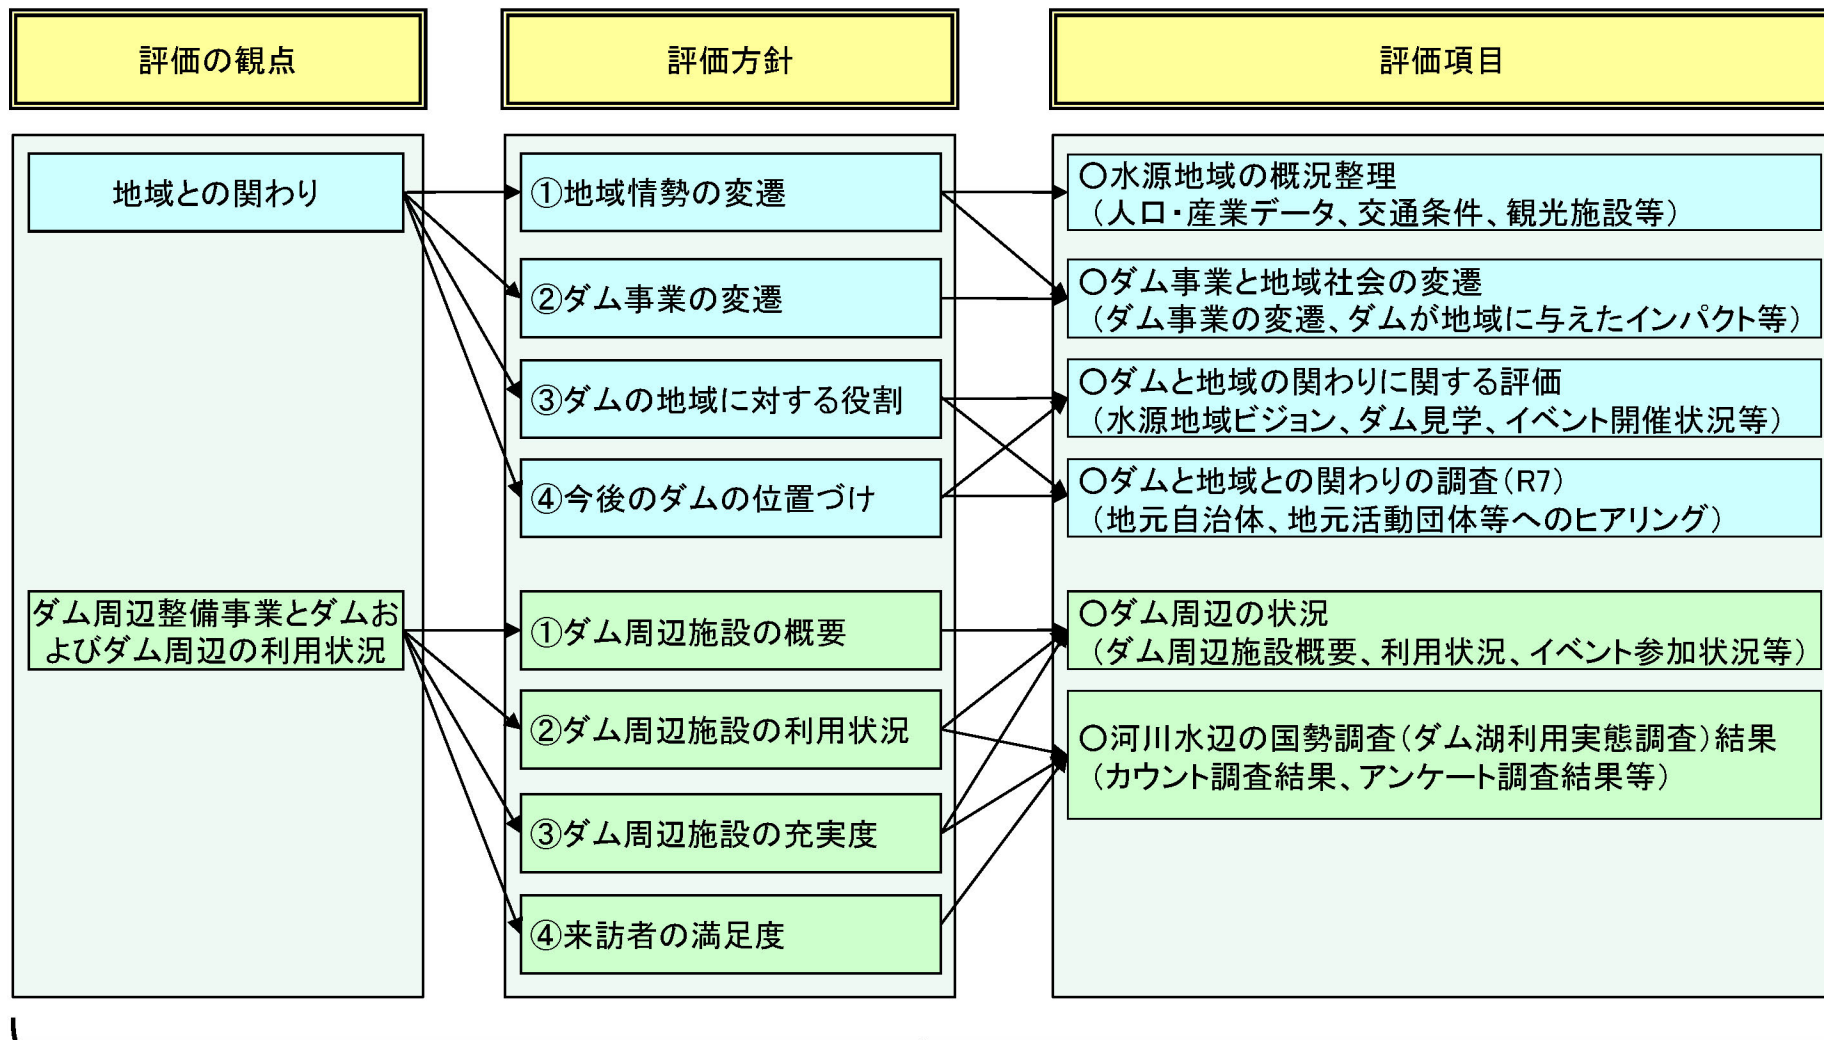 評価の観点
評価方針
評価項目
地域との関わり
①地域情勢の変遷
②ダム事業の変遷
③ダムの地域に対する役割
④今後のダムの位置づけ
○水源地域の概況整理
（人口・産業データ、交通条件、観光施設等）
○ダム事業と地域社会の変遷
（ダム事業の変遷、ダムが地域に与えたインパクト等）
○ダムと地域の関わりに関する評価
（水源地域ビジョン、ダム見学、イベント開催状況等）
○ダムと地域との関わりの調査（R7）
（地元自治体、地元活動団体等へのヒアリング）
ダム周辺整備事業とダムお
よびダム周辺の利用状況
①ダム周辺施設の概要
②ダム周辺施設の利用状況
③ダム周辺施設の充実度
④来訪者の満足度
○ダム周辺の状況
（ダム周辺施設概要、利用状況、イベント参加状況等）
○河川水辺の国勢調査（ダム湖利用実態調査）結果
（カウント調査結果、アンケート調査結果等）